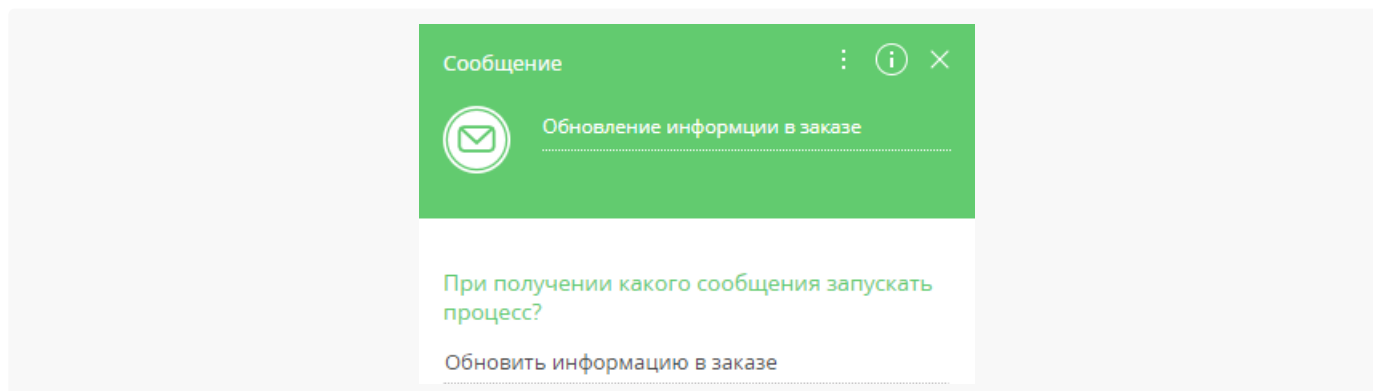 Сообщение
Обновление информции в заказе
При получении какого сообщения запускать
процесс?
Обновить информацию в заказе